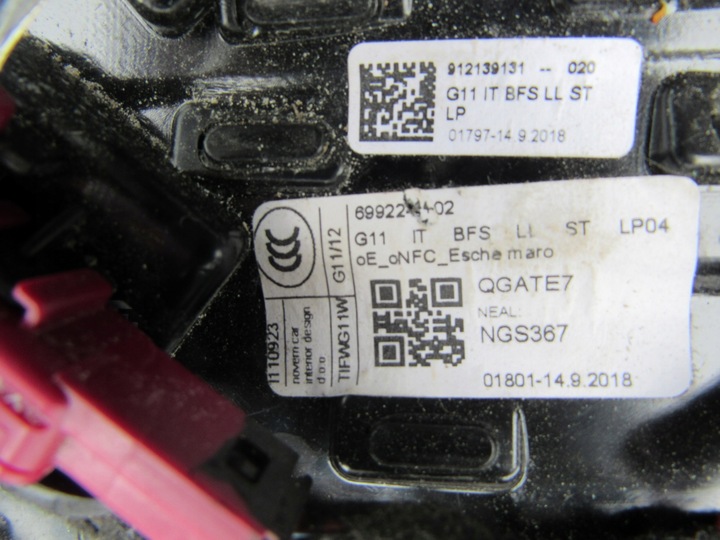 912139131 -- 020
G11 IT BFS LL ST
LP
01797-14.9.2018
G11 IT BFS LL ST LP04
oE_oNFC_Esche maro
QGATE7
NEAL:
NGS367
01801-14.9.2018
G11/12
TIFWG11W
novem car
interior design
d.o.o
I110923